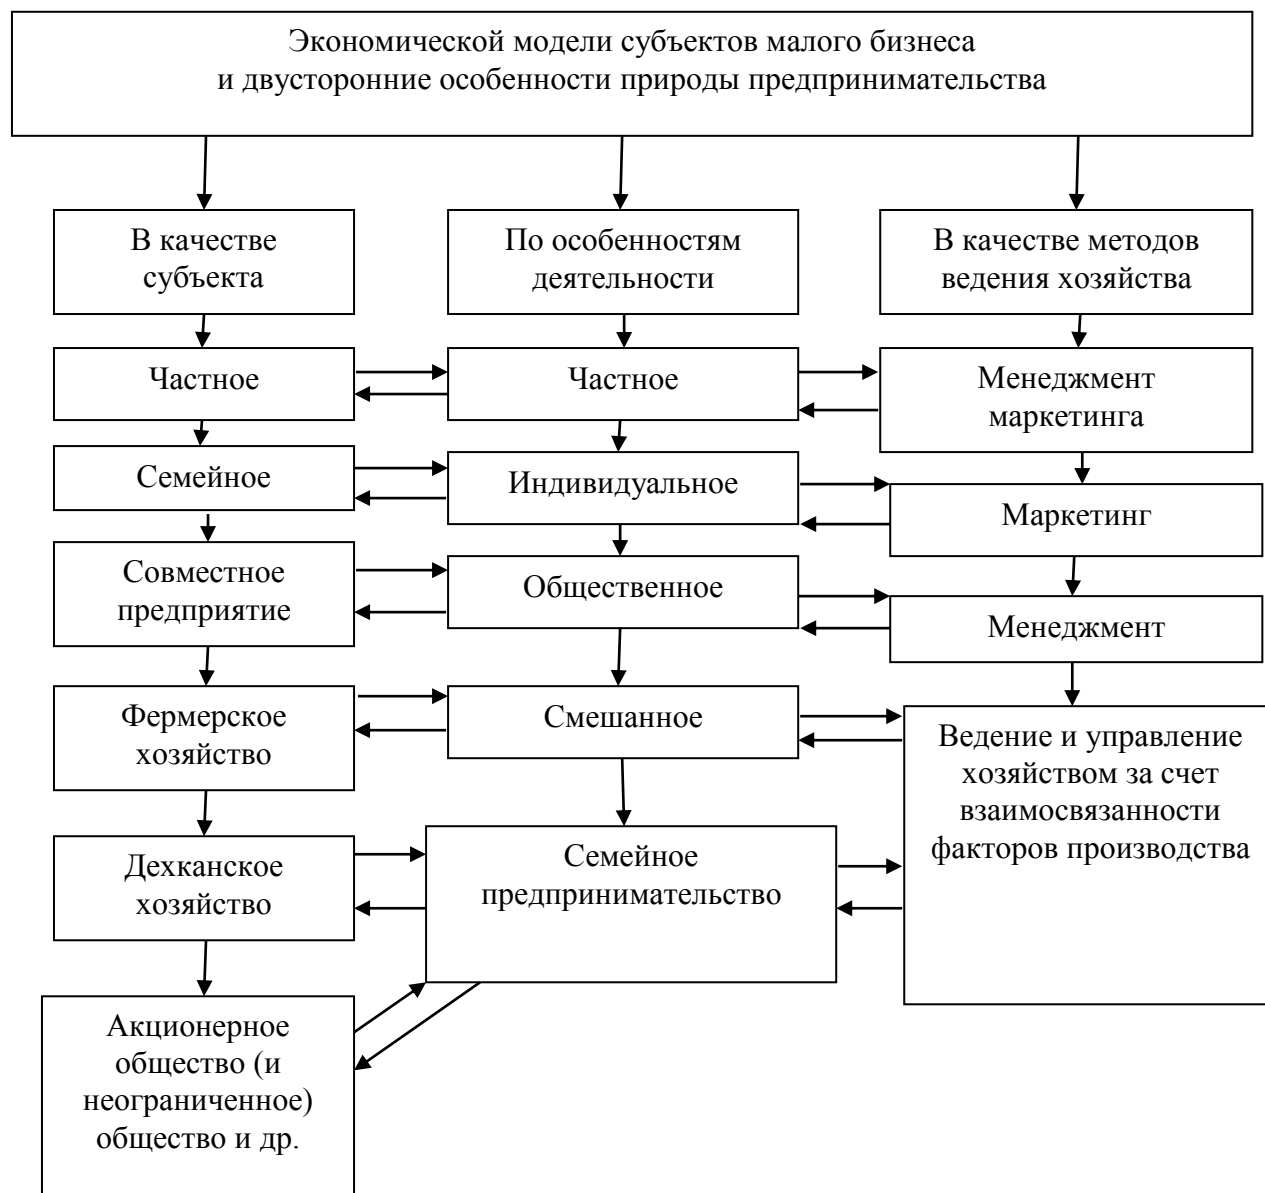 Экономической модели субъектов малого бизнеса
и двусторонние особенности природы предпринимательства
В качестве
субъекта
По особенностям
деятельности
В качестве методов
ведения хозяйства
Частное
Частное
Менеджмент
маркетинга
Семейное
Индивидуальное
Маркетинг
Совместное
предприятие
Общественное
Менеджмент
Фермерское
хозяйство
Смешанное
Ведение и управление
хозяйством за счет
взаимосвязанности
факторов производства
Дехканское
хозяйство
Семейное
предпринимательство
Акционерное
общество (и
неограниченное)
общество и др.